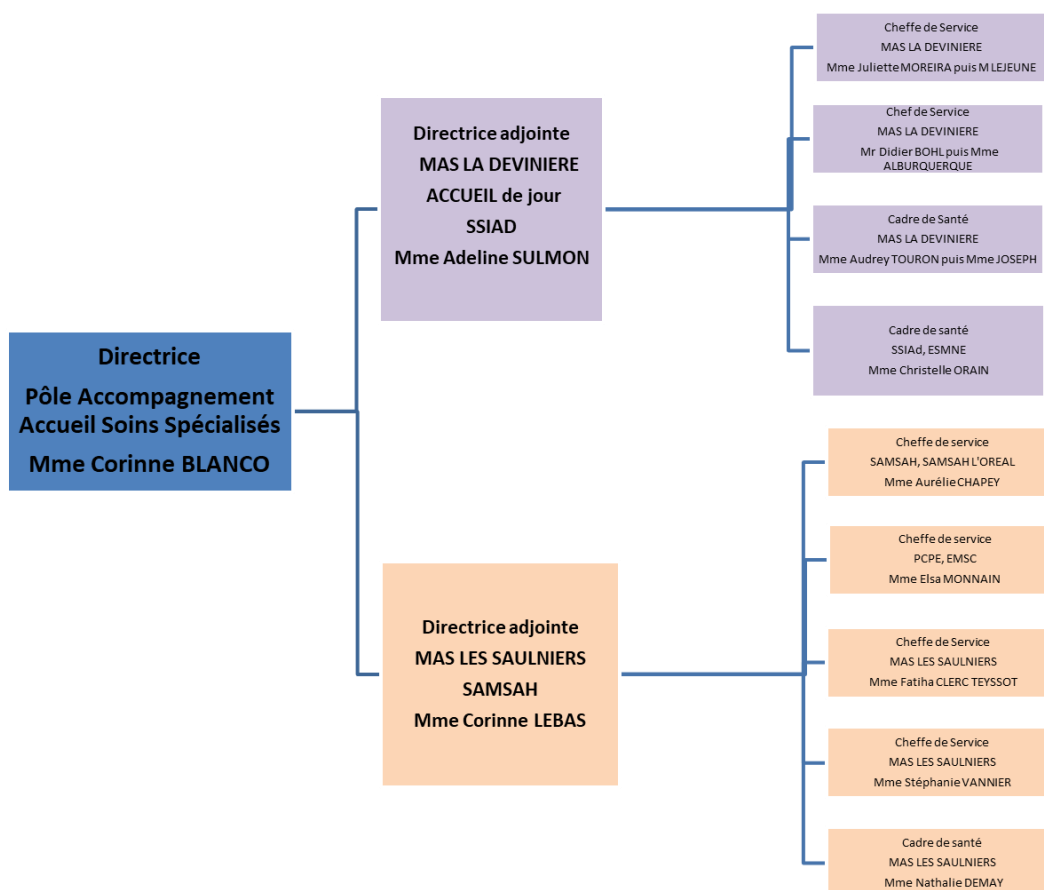 Directrice
Pôle Accompagnement
Accueil Soins Spécialisés
Mme Corinne BLANCO
Directrice adjointe
MAS LA DEVINIERE
ACCUEIL de jour
SSIAD
Mme Adeline SULMON
Cheffe de Service
MAS LA DEVINIERE
Mme Juliette MOREIRA puis M LEJEUNE
Chef de Service
MAS LA DEVINIERE
Mr Didier BOHL puis Mme
ALBURQUERQUE
Cadre de Santé
MAS LA DEVINIERE
Mme Audrey TOURON puis Mme JOSEPH
Cadre de santé
SSIAd, ESMNE
Mme Christelle ORAIN
Directrice adjointe
MAS LES SAULNIERS
SAMSAH
Mme Corinne LEBAS
Cheffe de service
SAMSAH, SAMSAH L'OREAL
Mme Aurélie CHAPEY
Cheffe de service
PCPE, EMSC
Mme Elsa MONNAIN
Cheffe de Service
MAS LES SAULNIERS
Mme Fatiha CLERC TEYSSOT
Cheffe de Service
MAS LES SAULNIERS
Mme Stéphanie VANNIER
Cadre de santé
MAS LES SAULNIERS
Mme Nathalie DEMAY